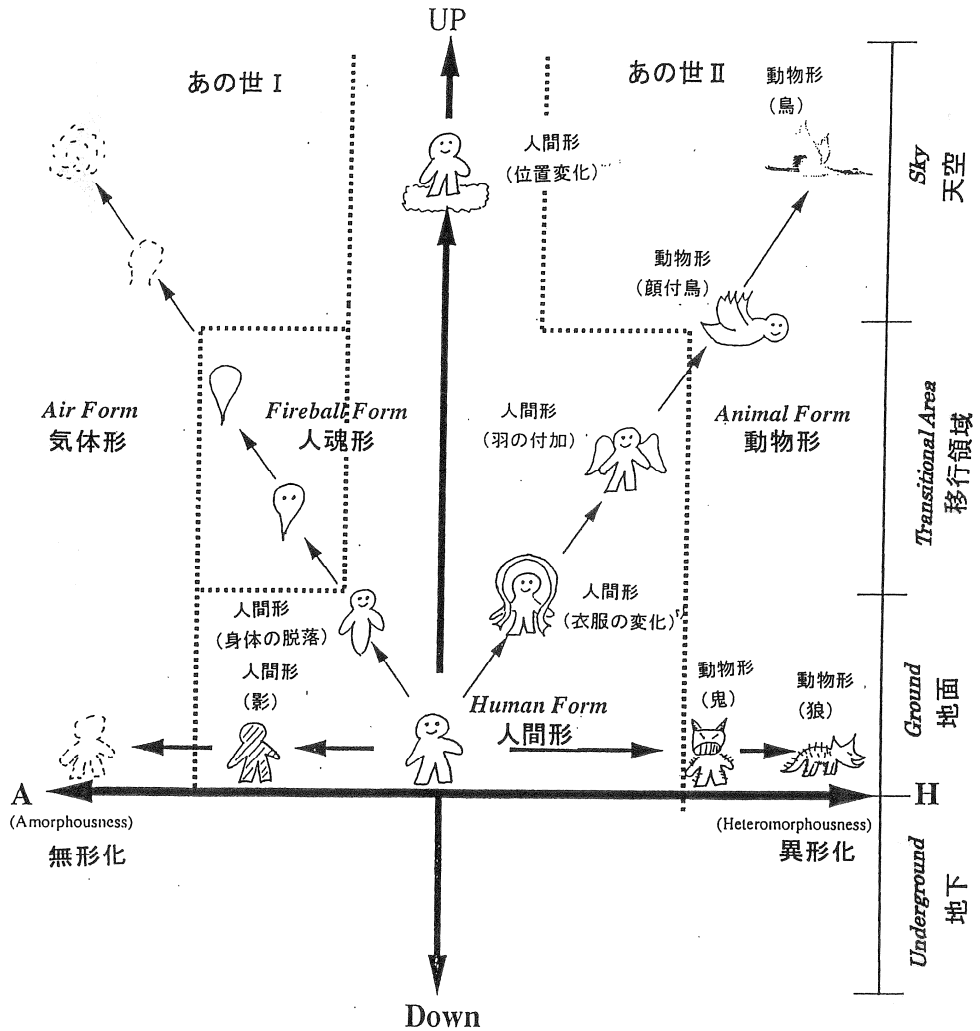 UP
あの世 I
あの世 II
動物形
(鳥)
人間形
(位置変化)
Sky
天空
動物形
(顔付鳥)
Air Form
気体形
Fireball Form
人魂形
人間形
(羽の付加)
Animal Form
動物形
Transitional Area
移行領域
人間形
(身体の脱落)
人間形
(衣服の変化)
人間形
(影)
Human Form
人間形
動物形
(鬼)
動物形
(狼)
Ground
地面
A
(Amorphousness)
無形化
H
(Heteromorphousness)
異形化
Underground
地下
Down